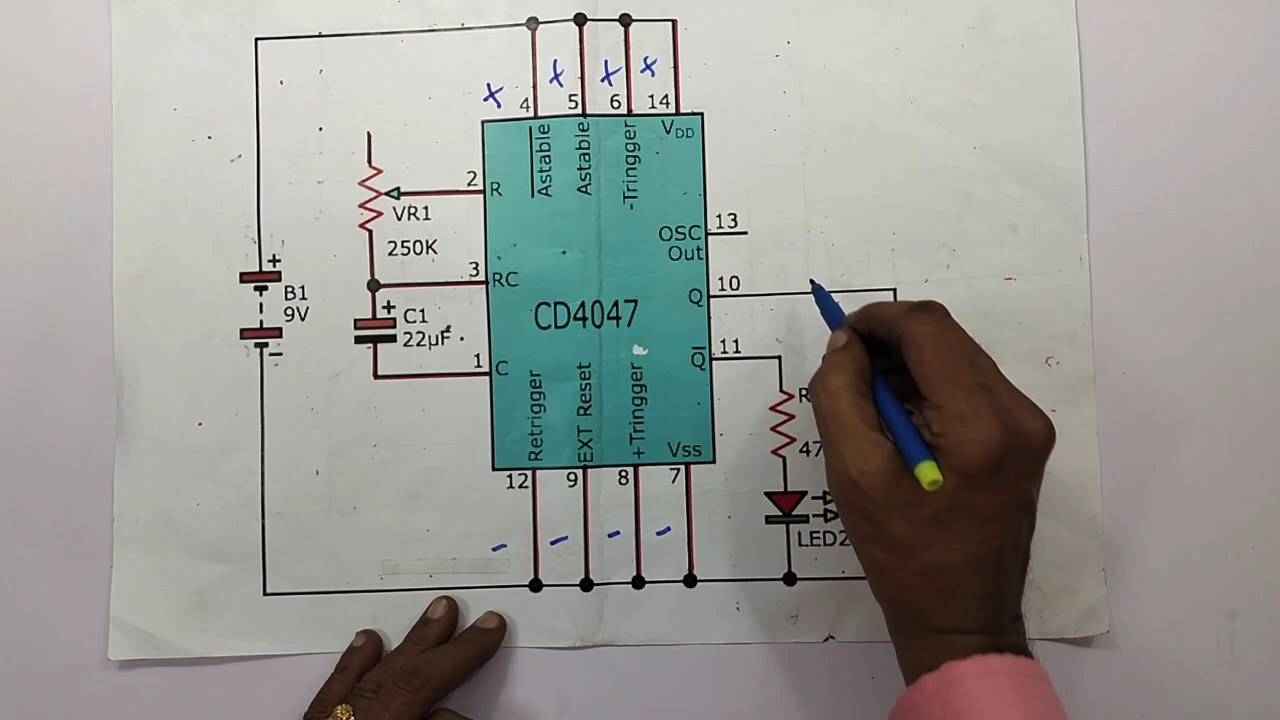 x x x x
4 5 6 14
Astable
Astable
-Tringger
VDD
2
R
VR1
250K
13
OSC
Out
3
RC
10
Q
+
B1
9V
-
CD4047
+
C1
22µF
11
Q
1
C
Retrigger
EXT Reset
+Tringger
Vss
R
47
12 9 8 7
- - - -
LED2